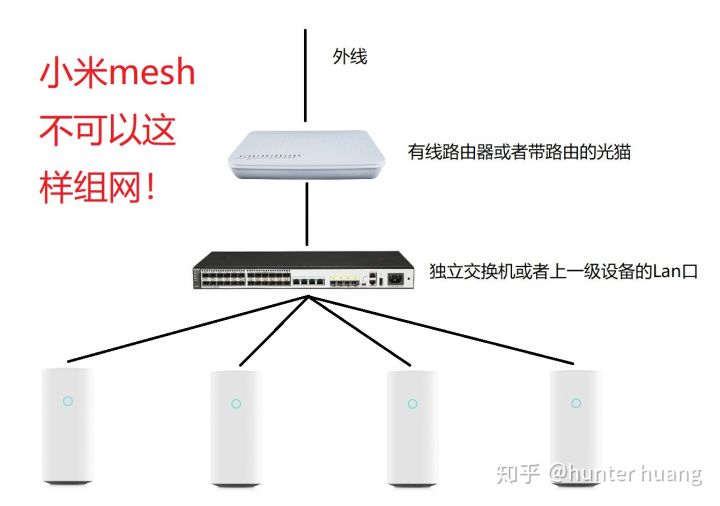 外线
小米mesh
不可以这
样组网！
有线路由器或者带路由的光猫
独立交换机或者上一级设备的Lan口
知乎 @hunter huang